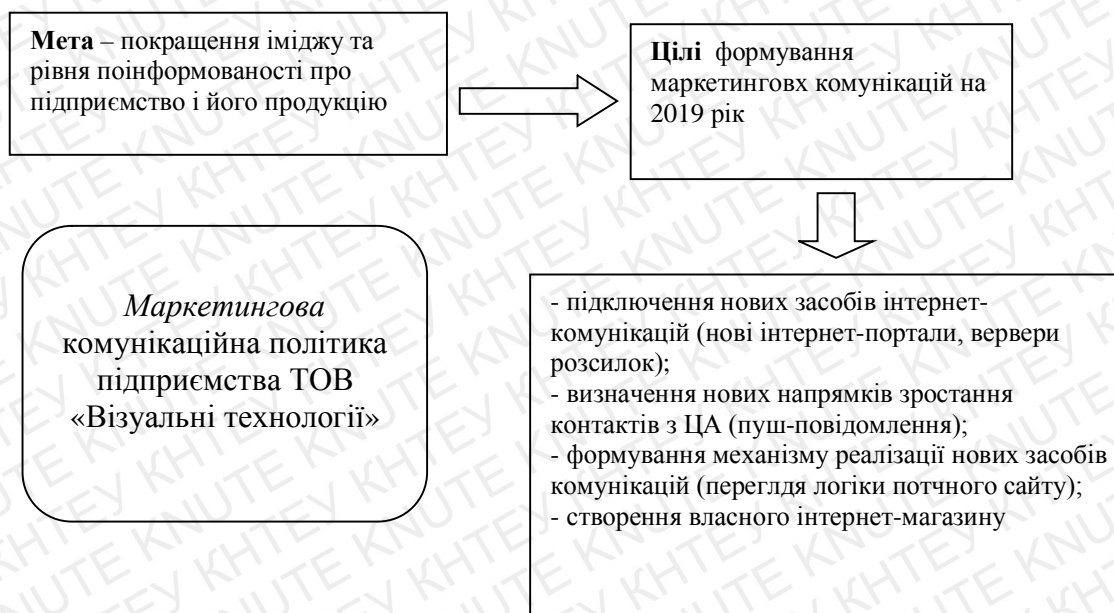 Мета – покращення іміджу та
рівня поінформованості про
підприємство і його продукцію
Цілі формування
маркетинговх комунікацій на
2019 рік
Маркетингова
комунікаційна політика
підприємства ТОВ
«Візуальні технології»
- підключення нових засобів інтернет-
комунікацій (нові інтернет-портали, вервери
розсилок);
- визначення нових напрямків зростання
контактів з ЦА (пуш-повідомлення);
- формування механізму реалізації нових засобів
комунікацій (переглдя логіки потчного сайту);
- створення власного інтернет-магазину